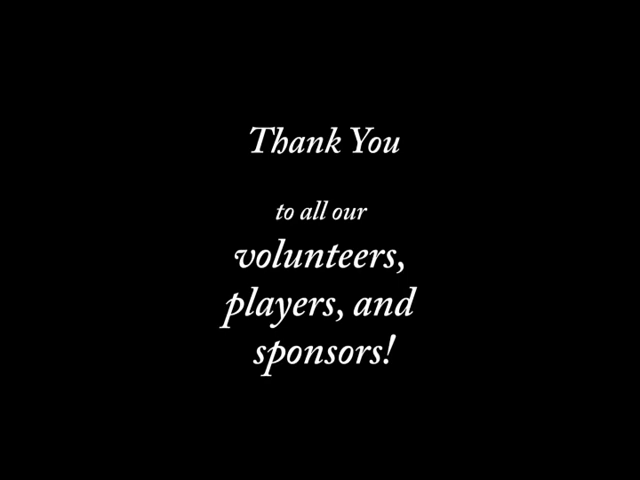 Thank You
to all our
volunteers,
players, and
sponsors!